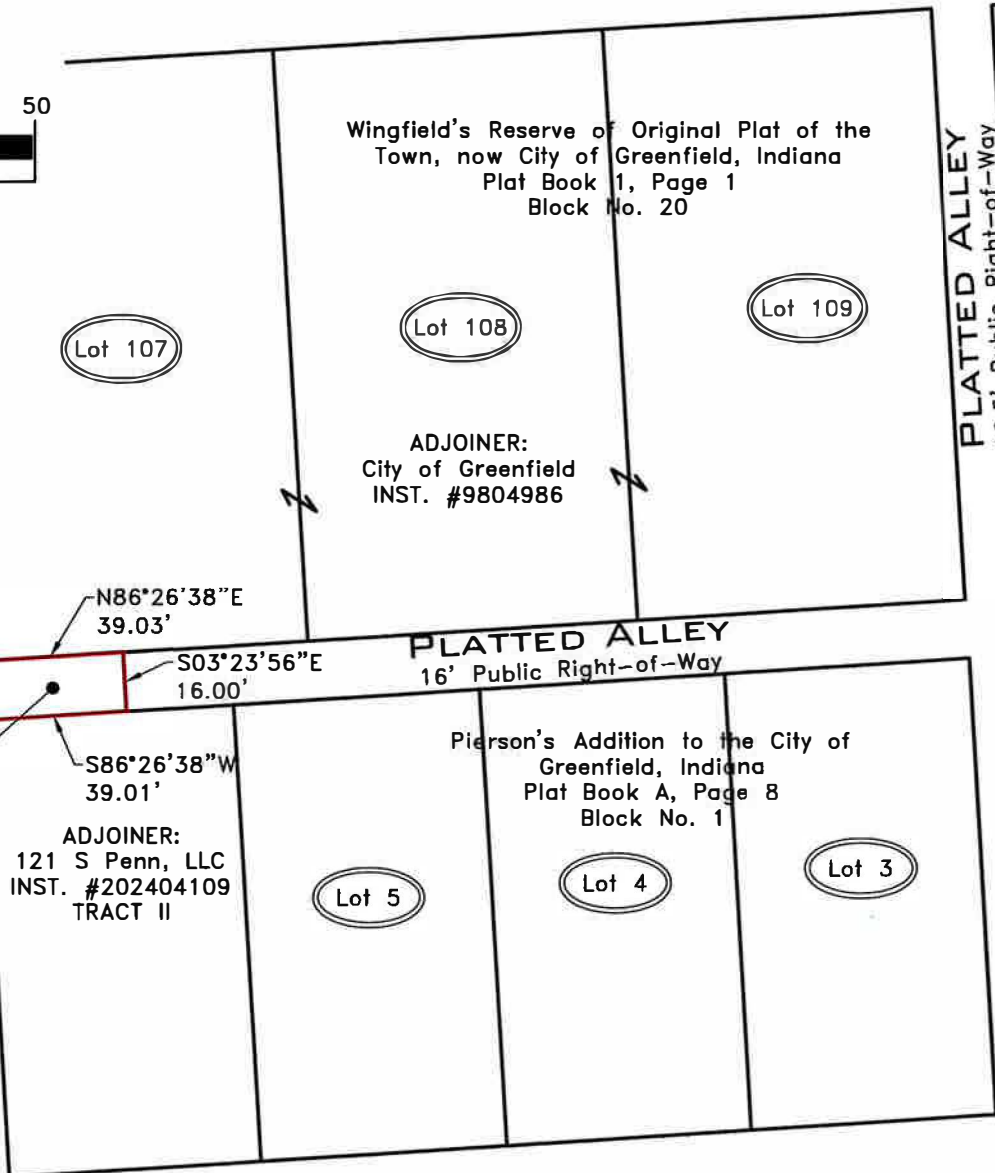 50
Wingfield's Reserve of Original Plat of the
Town, now City of Greenfield, Indiana
Plat Book 1, Page 1
Block No. 20
Lot 107
Lot 108
Lot 109
ADJOINER:
City of Greenfield
INST. #9804986
PLATTED ALLEY
Public Right-of-Way
N86°26'38"E
39.03'
S03°23'56"E
16.00'
PLATTED ALLEY
16' Public Right-of-Way
S86°26'38"W
39.01'
ADJOINER:
121 S Penn, LLC
INST. #202404109
TRACT II
Pierson's Addition to the City of
Greenfield, Indiana
Plat Book A, Page 8
Block No. 1
Lot 5
Lot 4
Lot 3